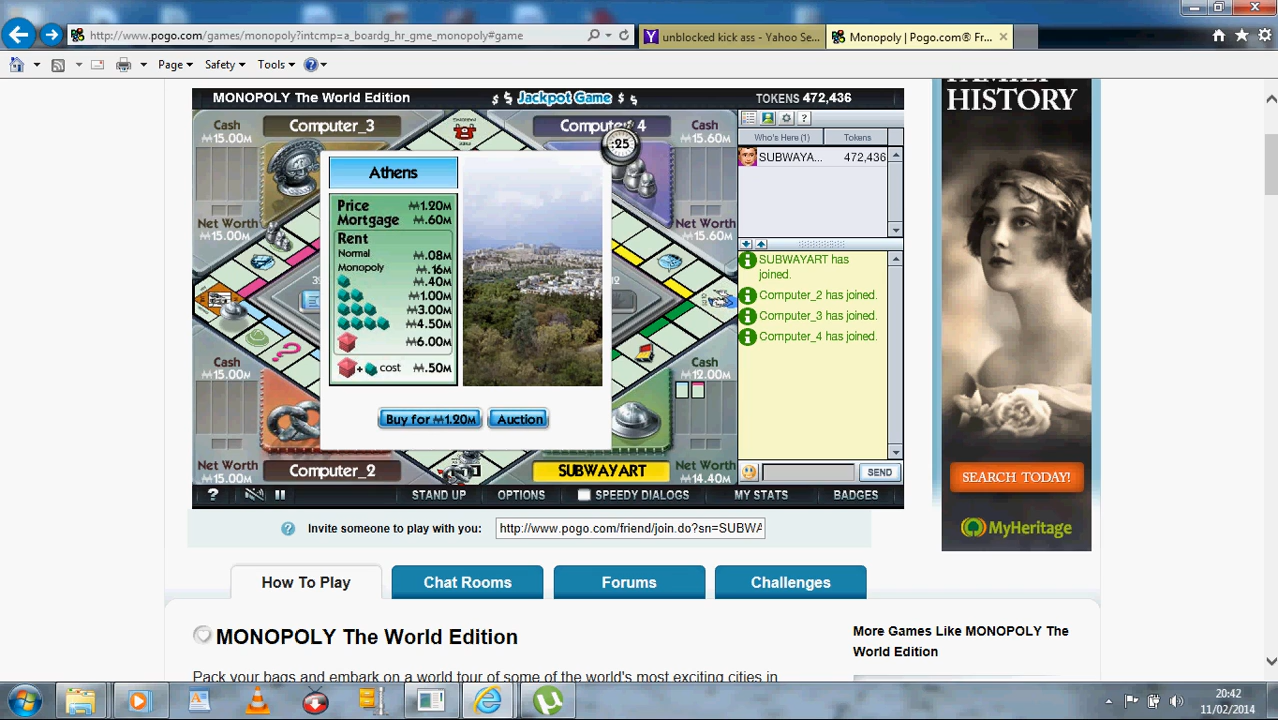 http://www.pogo.com/games/monopoly?intcmp=a_boardg_hr_gme_monopoly#game
unblocked kick ass - Yahoo Se...
Monopoly | Pogo.com® Fr...
Page
Safety
Tools
MONOPOLY The World Edition
Jackpot Game
TOKENS 472,436
Cash
15.00M
Computer_3
Computer_4
Cash
15.60M
:25
Net Worth
15.00M
Net Worth
15.60M
Athens
Price 1.20M
Mortgage .60M
Rent
Normal .08M
Monopoly .16M
.40M
1.00M
3.00M
4.50M
6.00M
+ cost .50M
Buy for 1.20M
Auction
Cash
15.00M
Cash
12.00M
Net Worth
15.00M
Computer_2
SUBWAYART
Net Worth
14.40M
Who's Here (1)
Tokens
SUBWAYA... 472,436
SUBWAYART has
joined.
Computer_2 has joined.
Computer_3 has joined.
Computer_4 has joined.
SEND
?
STAND UP
OPTIONS
SPEEDY DIALOGS
MY STATS
BADGES
Invite someone to play with you:
http://www.pogo.com/friend/join.do?sn=SUBWA
How To Play
Chat Rooms
Forums
Challenges
MONOPOLY The World Edition
Pack your bags and embark on a world tour of some of the world's most exciting cities in
More Games Like MONOPOLY The
World Edition
FAMILY
HISTORY
SEARCH TODAY!
MyHeritage
20:42
11/02/2014